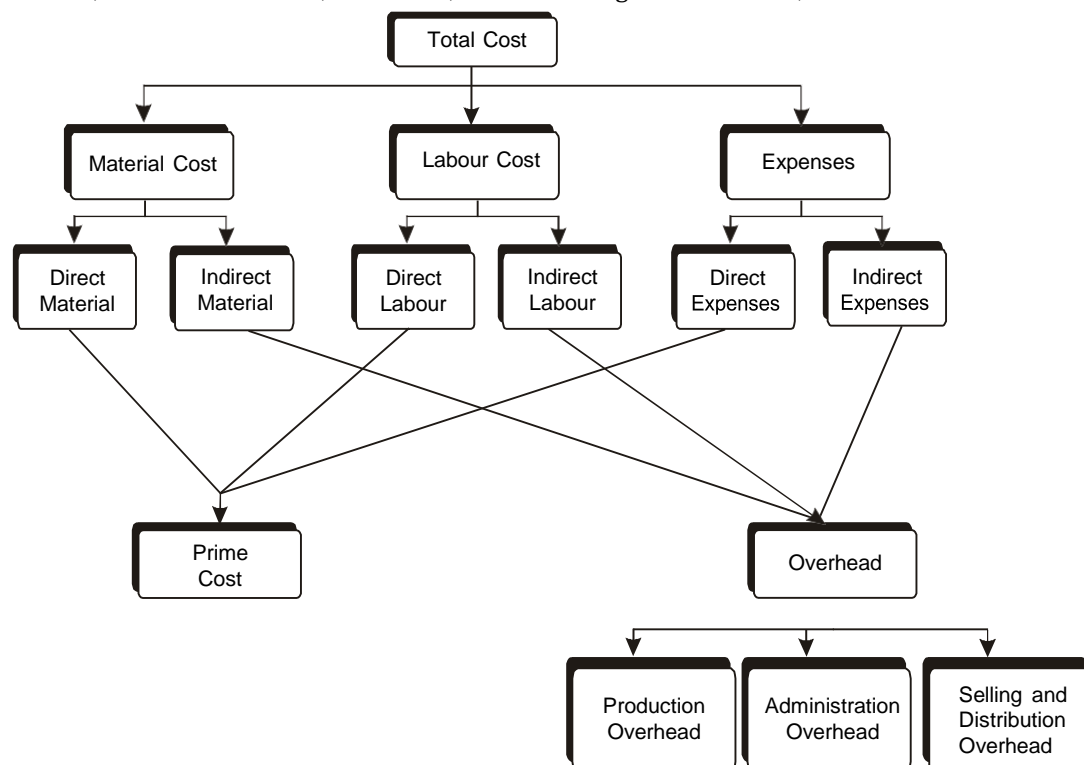 Total Cost
Material Cost
Labour Cost
Expenses
Direct
Material
Indirect
Material
Direct
Labour
Indirect
Labour
Direct
Expenses
Indirect
Expenses
Prime
Cost
Overhead
Production
Overhead
Administration
Overhead
Selling and
Distribution
Overhead